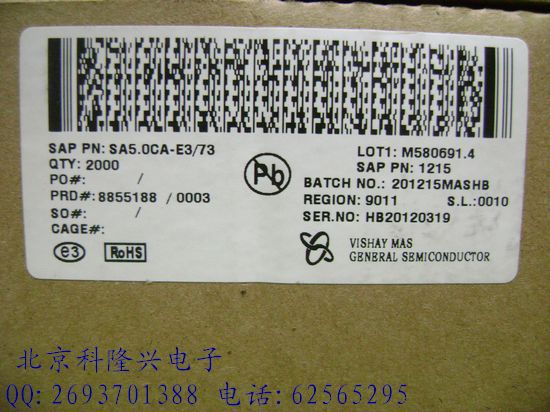 SAP PN: SA5.0CA-E3/73
QTY: 2000
PO#: /
PRD#: 8855188 / 0003
SO#: /
CAGE#:
e3 RoHS
Pb
LOT1: M580691.4
SAP PN: 1215
BATCH NO.: 201215MASHB
REGION: 9011 S.L.: 0010
SER.NO: HB20120319
VISHAY MAS
GENERAL SEMICONDUCTOR
北京科隆兴电子
QQ: 2693701388 电话: 62565295